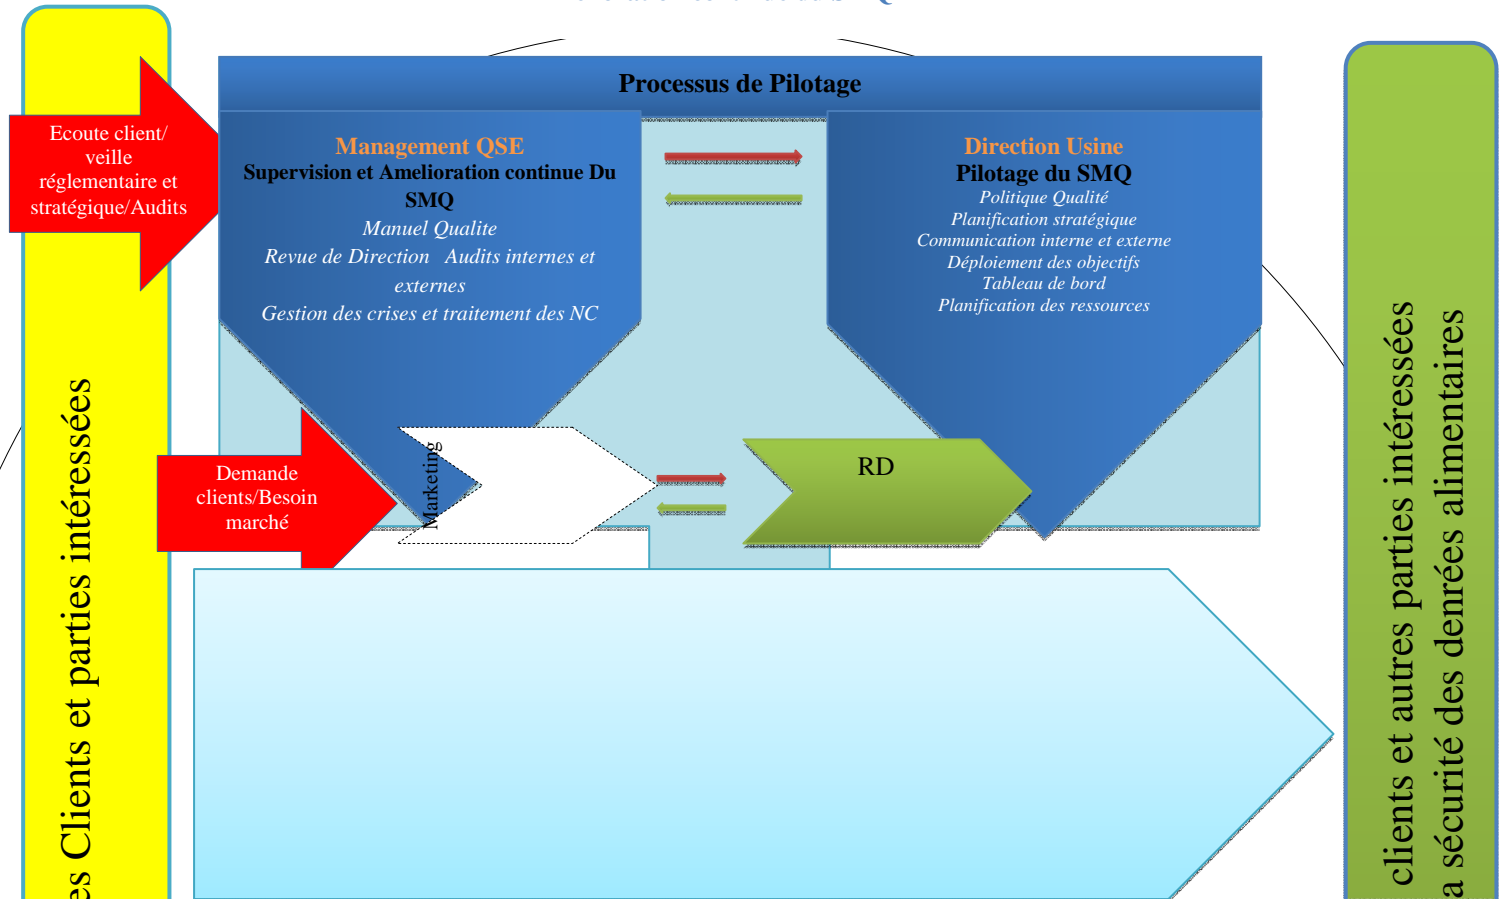 du SMQ
Processus de Pilotage
Ecoute client/
veille
réglementaire et
stratégique/Audits
Management QSE
Supervision et Amelioration continue Du
SMQ
Manuel Qualite
Revue de Direction   Audits internes et
externes
Gestion des crises et traitement des NC
Direction Usine
Pilotage du SMQ
Politique Qualité
Planification stratégique
Communication interne et externe
Déploiement des objectifs
Tableau de bord
Planification des ressources
Demande
clients/Besoin
marché
Marketing
RD
es Clients et parties intéressées
clients et autres parties intéressées
a sécurité des denrées alimentaires